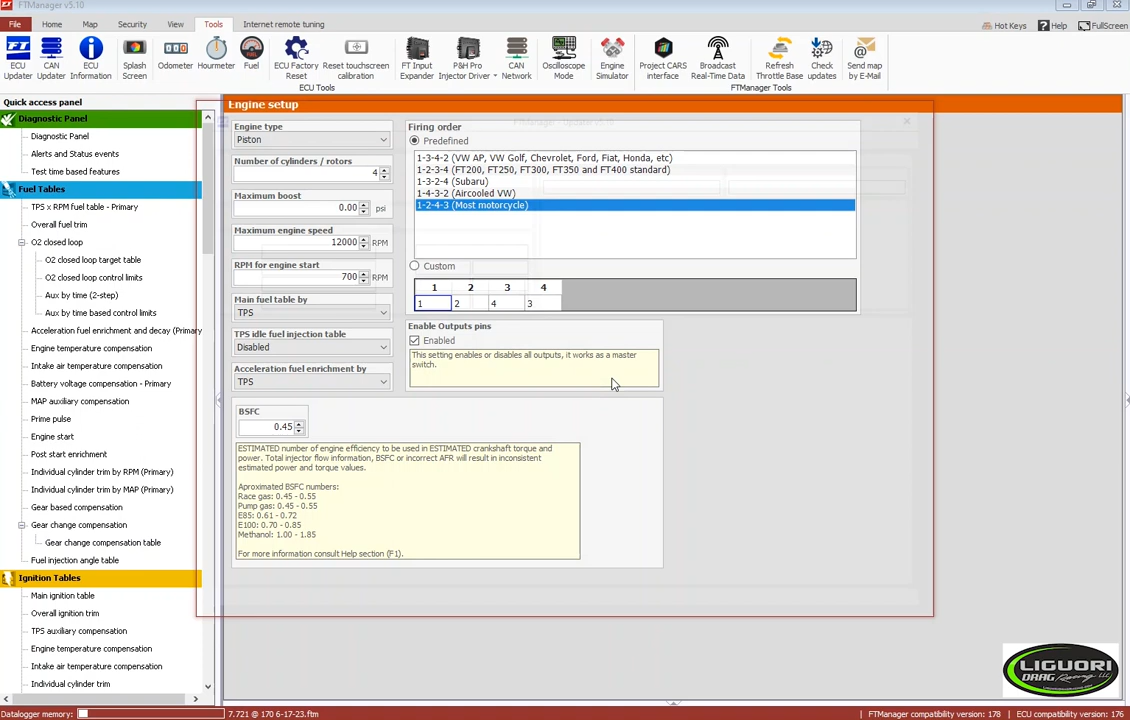 FTManager v5.10
File Home Map Security View Tools Internet remote tuning
Hot Keys Help FullScreen
ECU Updater
CAN Updater
ECU Information
Splash Screen
Odometer
Hourmeter
Fuel
ECU Factory Reset
Reset touchscreen calibration
FT Input Expander
P&H Pro Injector Driver
CAN Network
Oscilloscope Mode
Engine Simulator
Project CARS interface
Broadcast Real-Time Data
Refresh Throttle Base
Check updates
Send map by E-Mail
ECU Tools
FTManager Tools
Quick access panel
Diagnostic Panel
Diagnostic Panel
Alerts and Status events
Test time based features
Fuel Tables
TPS x RPM fuel table - Primary
Overall fuel trim
O2 closed loop
O2 closed loop target table
O2 closed loop control limits
Aux by time (2-step)
Aux by time based control limits
Acceleration fuel enrichment and decay (Primary
Engine temperature compensation
Intake air temperature compensation
Battery voltage compensation - Primary
MAP auxiliary compensation
Prime pulse
Engine start
Post start enrichment
Individual cylinder trim by RPM (Primary)
Individual cylinder trim by MAP (Primary)
Gear based compensation
Gear change compensation
Gear change compensation table
Fuel injection angle table
Ignition Tables
Main ignition table
Overall ignition trim
TPS auxiliary compensation
Engine temperature compensation
Intake air temperature compensation
Individual cylinder trim
Engine setup
Engine type
Piston
Number of cylinders / rotors
4
Maximum boost
0.00 psi
Maximum engine speed
12000 RPM
RPM for engine start
700 RPM
Main fuel table by
TPS
TPS idle fuel injection table
Disabled
Acceleration fuel enrichment by
TPS
Firing order
Predefined
1-3-4-2 (VW AP, VW Golf, Chevrolet, Ford, Fiat, Honda, etc)
1-2-3-4 (FT200, FT250, FT300, FT350 and FT400 standard)
1-3-2-4 (Subaru)
1-4-3-2 (Aircooled VW)
1-2-4-3 (Most motorcycle)
Custom
1 2 3 4
1 2 4 3
Enable Outputs pins
Enabled
This setting enables or disables all outputs, it works as a master
switch.
BSFC
0.45
ESTIMATED number of engine efficiency to be used in ESTIMATED crankshaft torque and
power. Total injector flow information, BSFC or incorrect AFR will result in inconsistent
estimated power and torque values.
Aproximated BSFC numbers:
Race gas: 0.45 - 0.55
Pump gas: 0.45 - 0.55
E85: 0.61 - 0.72
E100: 0.70 - 0.85
Methanol: 1.00 - 1.85
For more information consult Help section (F1).
LIGUORI
DRAG Racing LLC
Datalogger memory: 7.721 @ 170 6-17-23.ftm FTManager compatibility version: 178 ECU compatibility version: 176